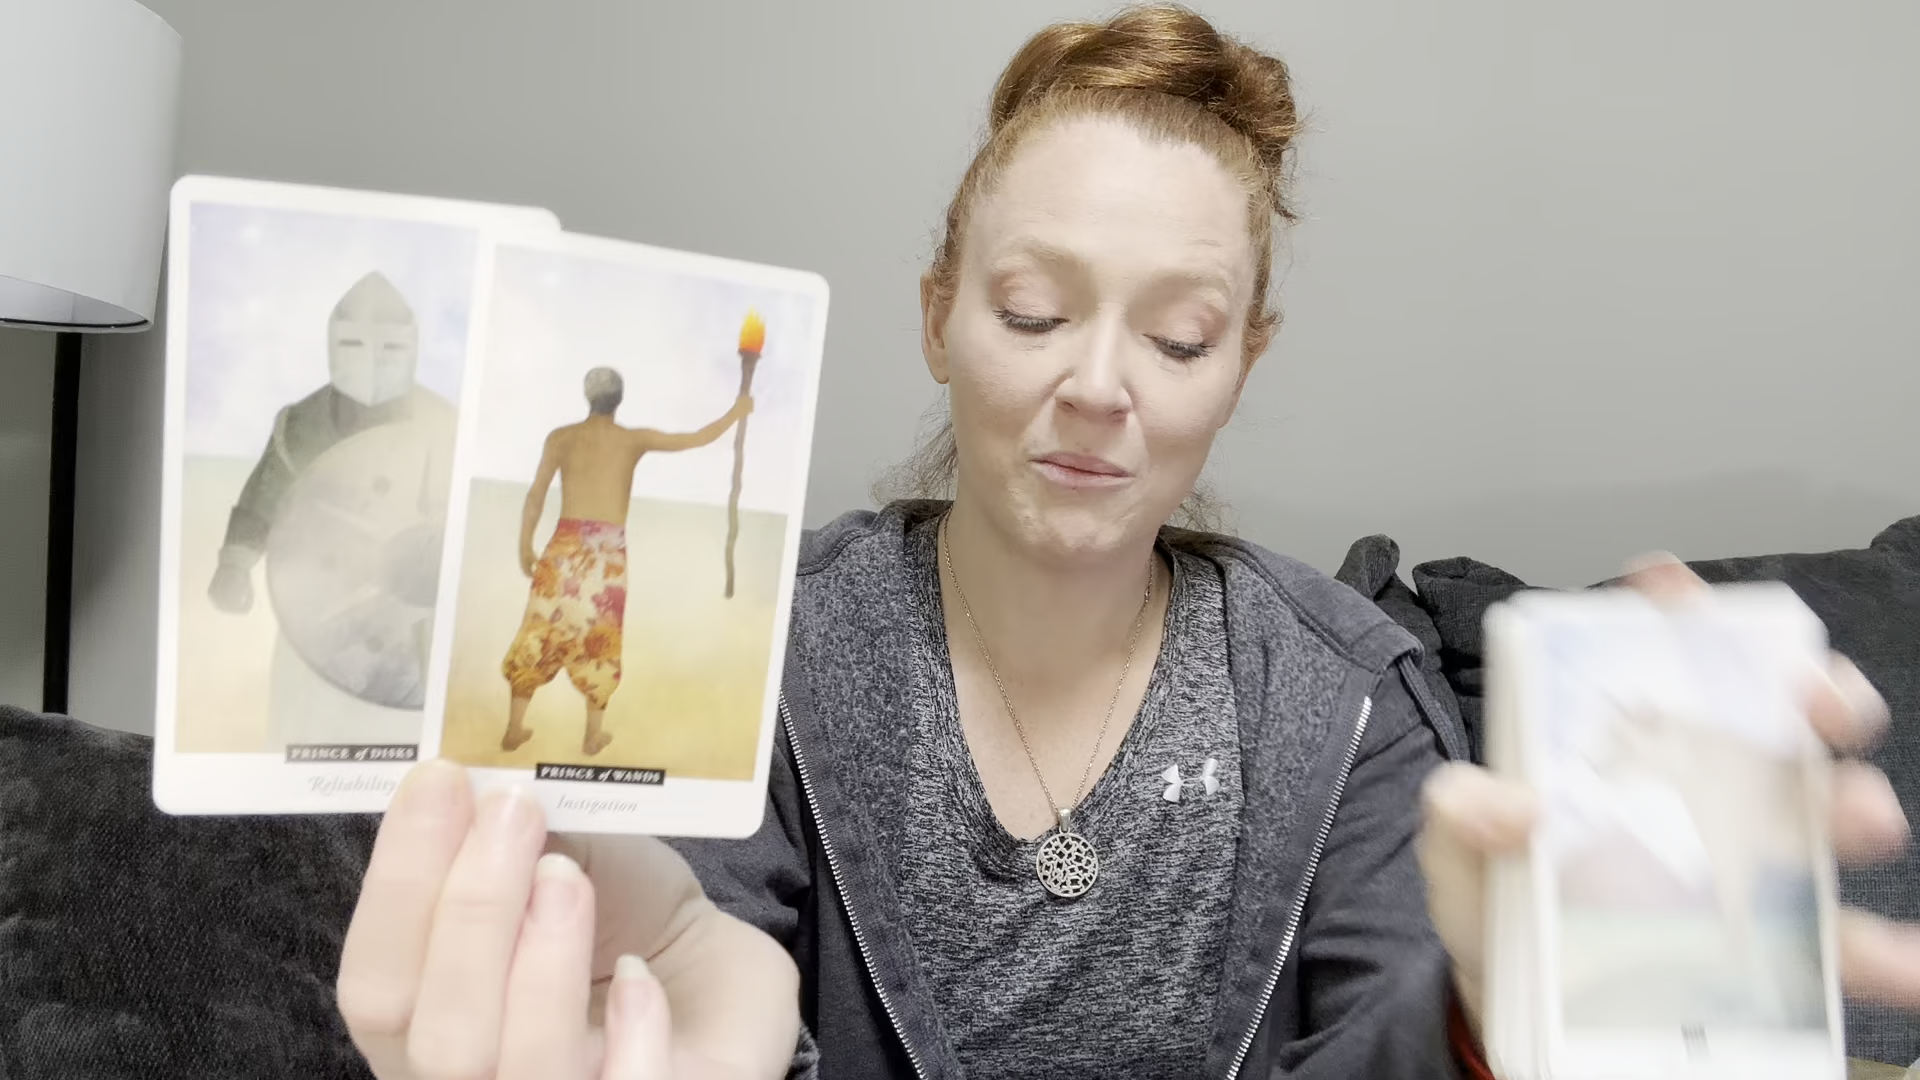 PRINCE of DISKS
Reliability
PRINCE of WANDS
Instigation